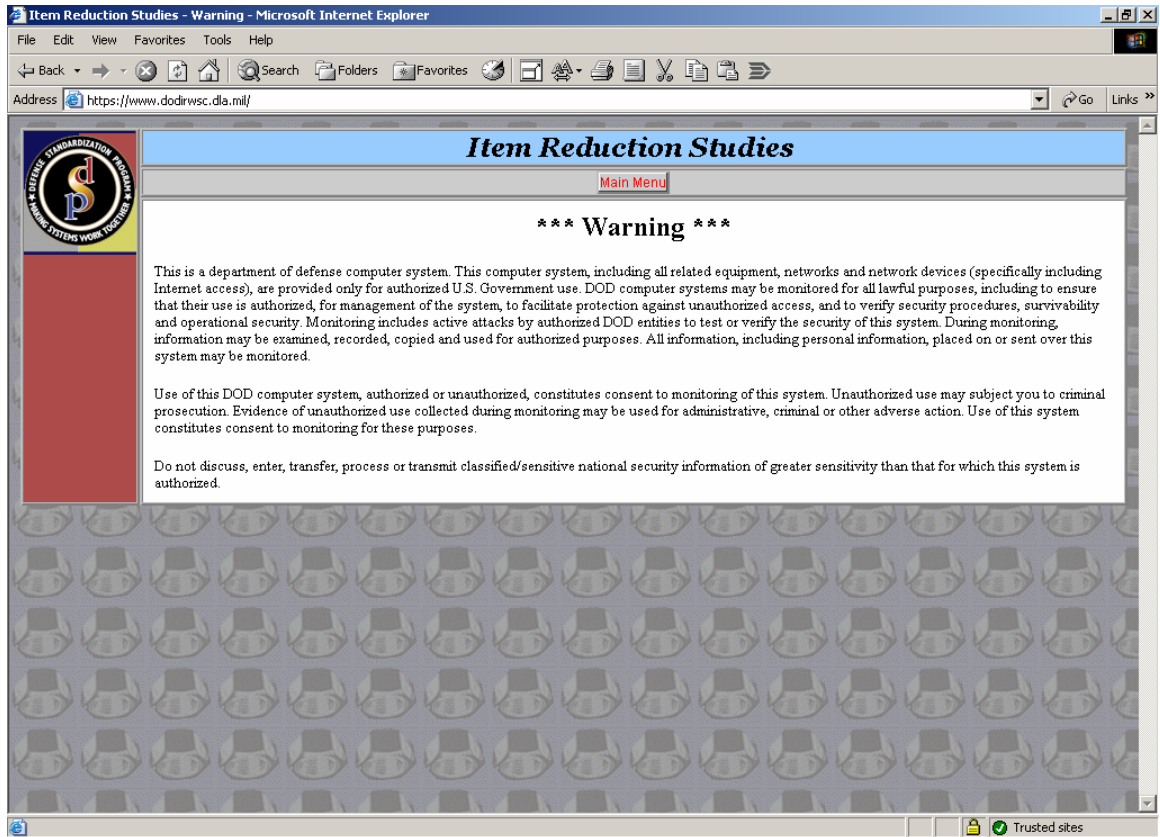 Item Reduction Studies - Warning - Microsoft Internet Explorer
File Edit View Favorites Tools Help
Back Search Folders Favorites
Address https://www.dodirwsc.dla.mil/ Go Links »
DEFENSE STANDARDIZATION PROGRAM
dsp
MAKING SYSTEMS WORK TOGETHER
Item Reduction Studies
Main Menu
*** Warning ***
This is a department of defense computer system. This computer system, including all related equipment, networks and network devices (specifically including
Internet access), are provided only for authorized U.S. Government use. DOD computer systems may be monitored for all lawful purposes, including to ensure
that their use is authorized, for management of the system, to facilitate protection against unauthorized access, and to verify security procedures, survivability
and operational security. Monitoring includes active attacks by authorized DOD entities to test or verify the security of this system. During monitoring,
information may be examined, recorded, copied and used for authorized purposes. All information, including personal information, placed on or sent over this
system may be monitored.
Use of this DOD computer system, authorized or unauthorized, constitutes consent to monitoring of this system. Unauthorized use may subject you to criminal
prosecution. Evidence of unauthorized use collected during monitoring may be used for administrative, criminal or other adverse action. Use of this system
constitutes consent to monitoring for these purposes.
Do not discuss, enter, transfer, process or transmit classified/sensitive national security information of greater sensitivity than that for which this system is
authorized.
Trusted sites